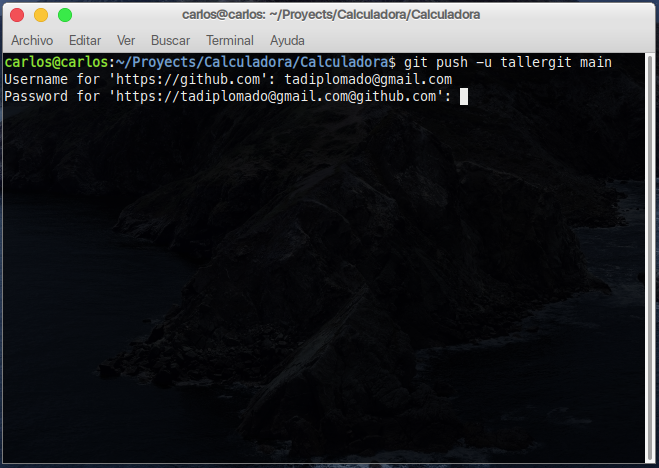 carlos@carlos: ~/Proyects/Calculadora/Calculadora
Archivo Editar Ver Buscar Terminal Ayuda
carlos@carlos:~/Proyects/Calculadora/Calculadora$ git push -u tallergit main
Username for 'https://github.com': tadiplomado@gmail.com
Password for 'https://tadiplomado@gmail.com@github.com':